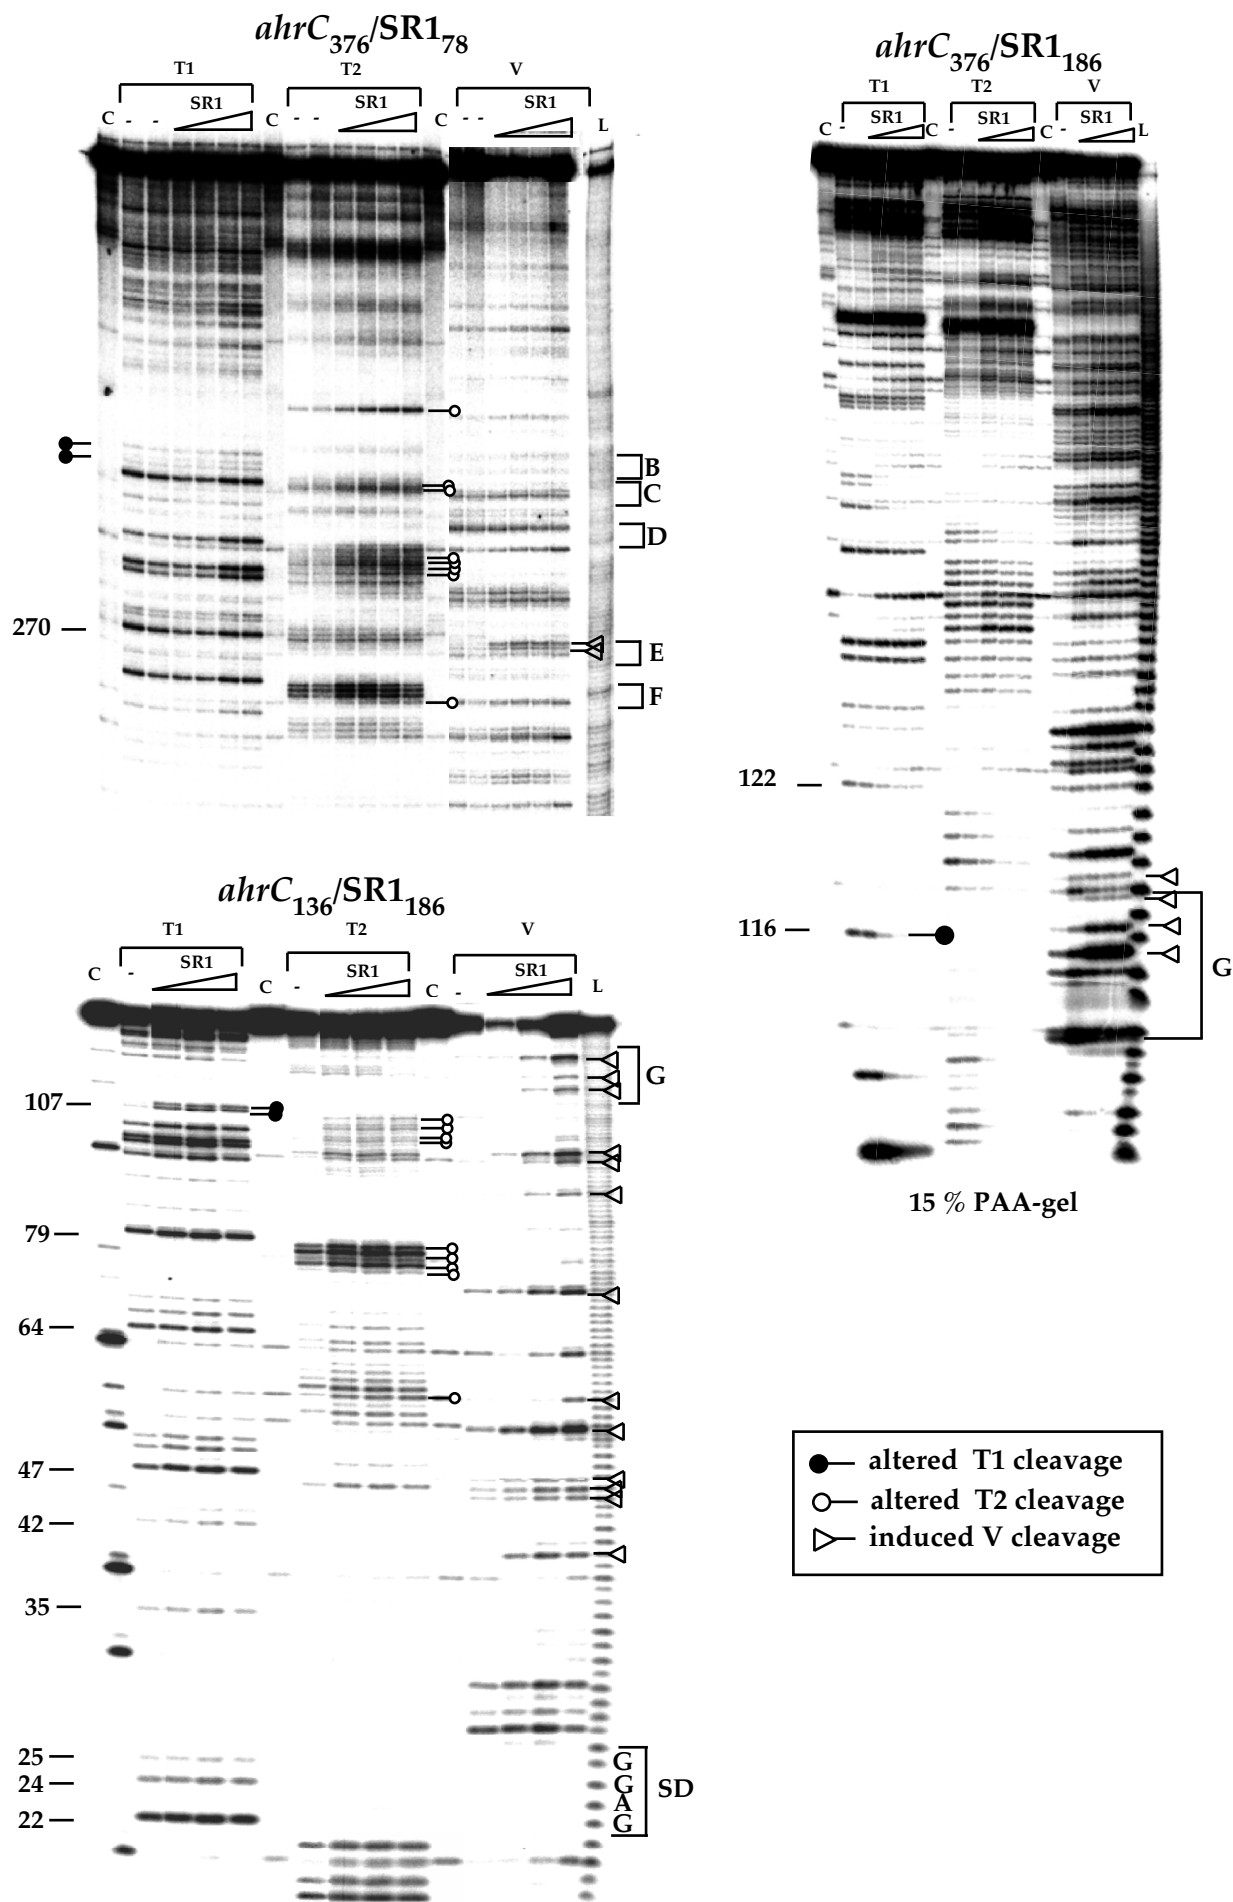 ahrC376/SR178
T1 T2 V
SR1 SR1 SR1
C - - C - - C - - L
B
C
D
270
E
F
ahrC376/SR1186
T1 T2 V
SR1 SR1 SR1
C - C - C - L
122
116
G
15 % PAA-gel
ahrC136/SR1186
T1 T2 V
SR1 SR1 SR1
C - C - C - L
G
107
79
64
47
42
35
25
24
22
G
G
A
G
SD
altered T1 cleavage
altered T2 cleavage
induced V cleavage